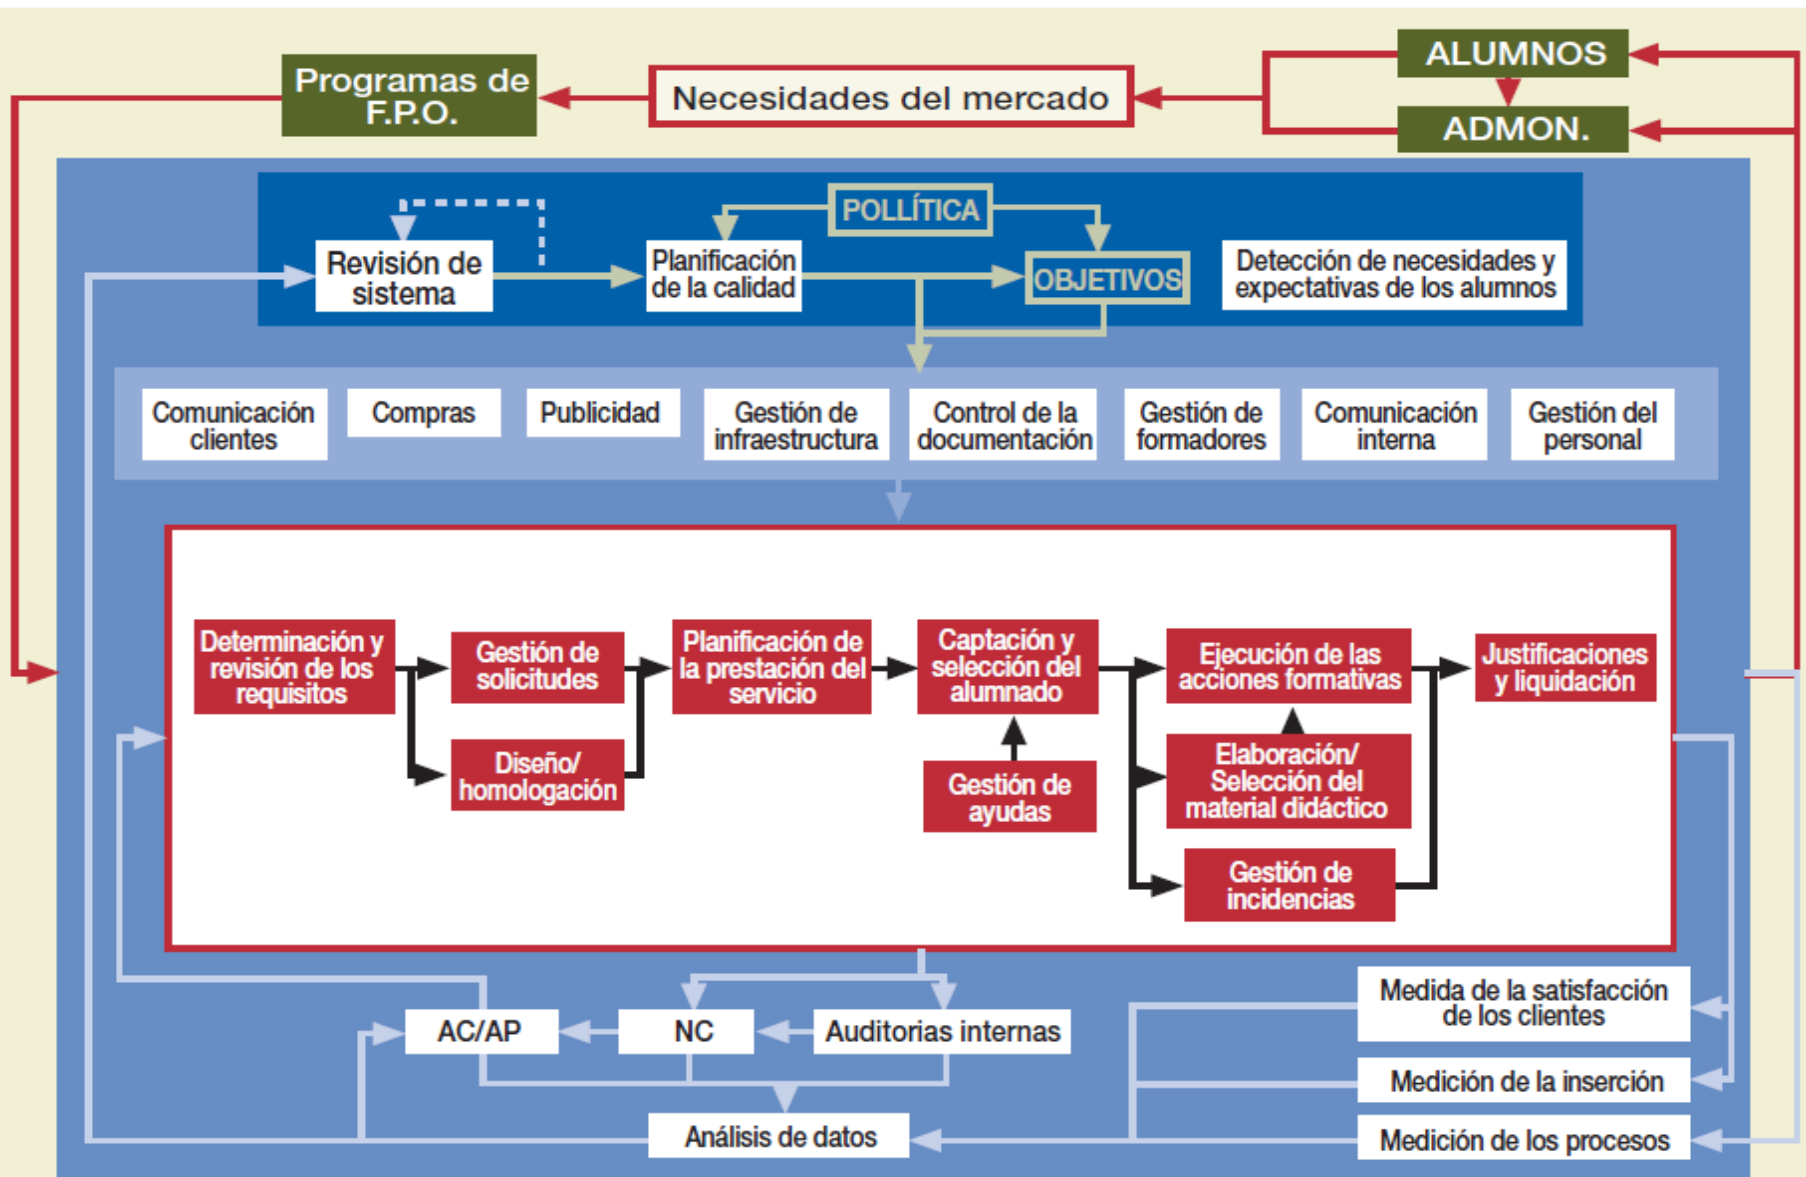 ALUMNOS
Programas de
F.P.O.
Necesidades del mercado
ADMON.
POLLÍTICA
Revisión de
sistema
Planificación
de la calidad
OBJETIVOS
Detección de necesidades y
expectativas de los alumnos
Comunicación
clientes
Compras
Publicidad
Gestión de
infraestructura
Control de la
documentación
Gestión de
formadores
Comunicación
interna
Gestión del
personal
Determinación y
revisión de los
requisitos
Gestión de
solicitudes
Diseño/
homologación
Planificación de
la prestación del
servicio
Captación y
selección del
alumnado
Gestión de
ayudas
Ejecución de las
acciones formativas
Elaboración/
Selección del
material didáctico
Gestión de
incidencias
Justificaciones
y liquidación
AC/AP
NC
Auditorias internas
Análisis de datos
Medida de la satisfacción
de los clientes
Medición de la inserción
Medición de los procesos